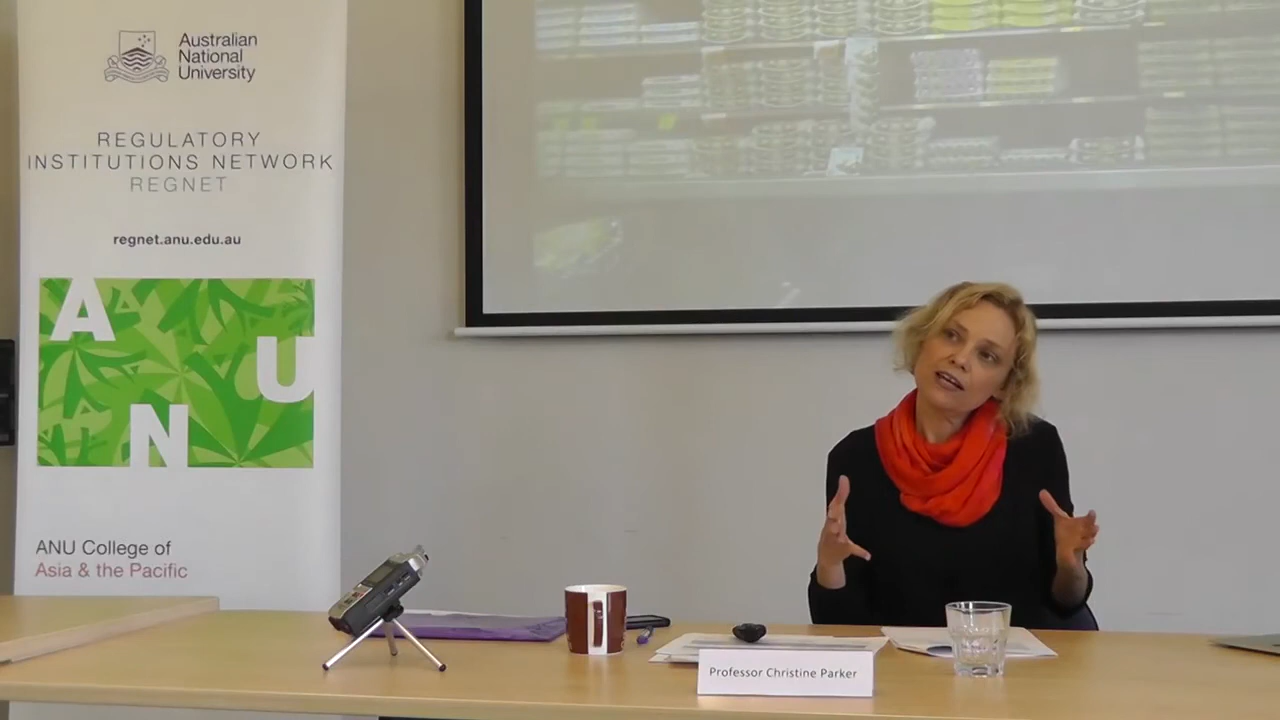 Australian
National
University
REGULATORY
INSTITUTIONS NETWORK
REGNET
regnet.anu.edu.au
A
N
U
ANU College of
Asia & the Pacific
Professor Christine Parker